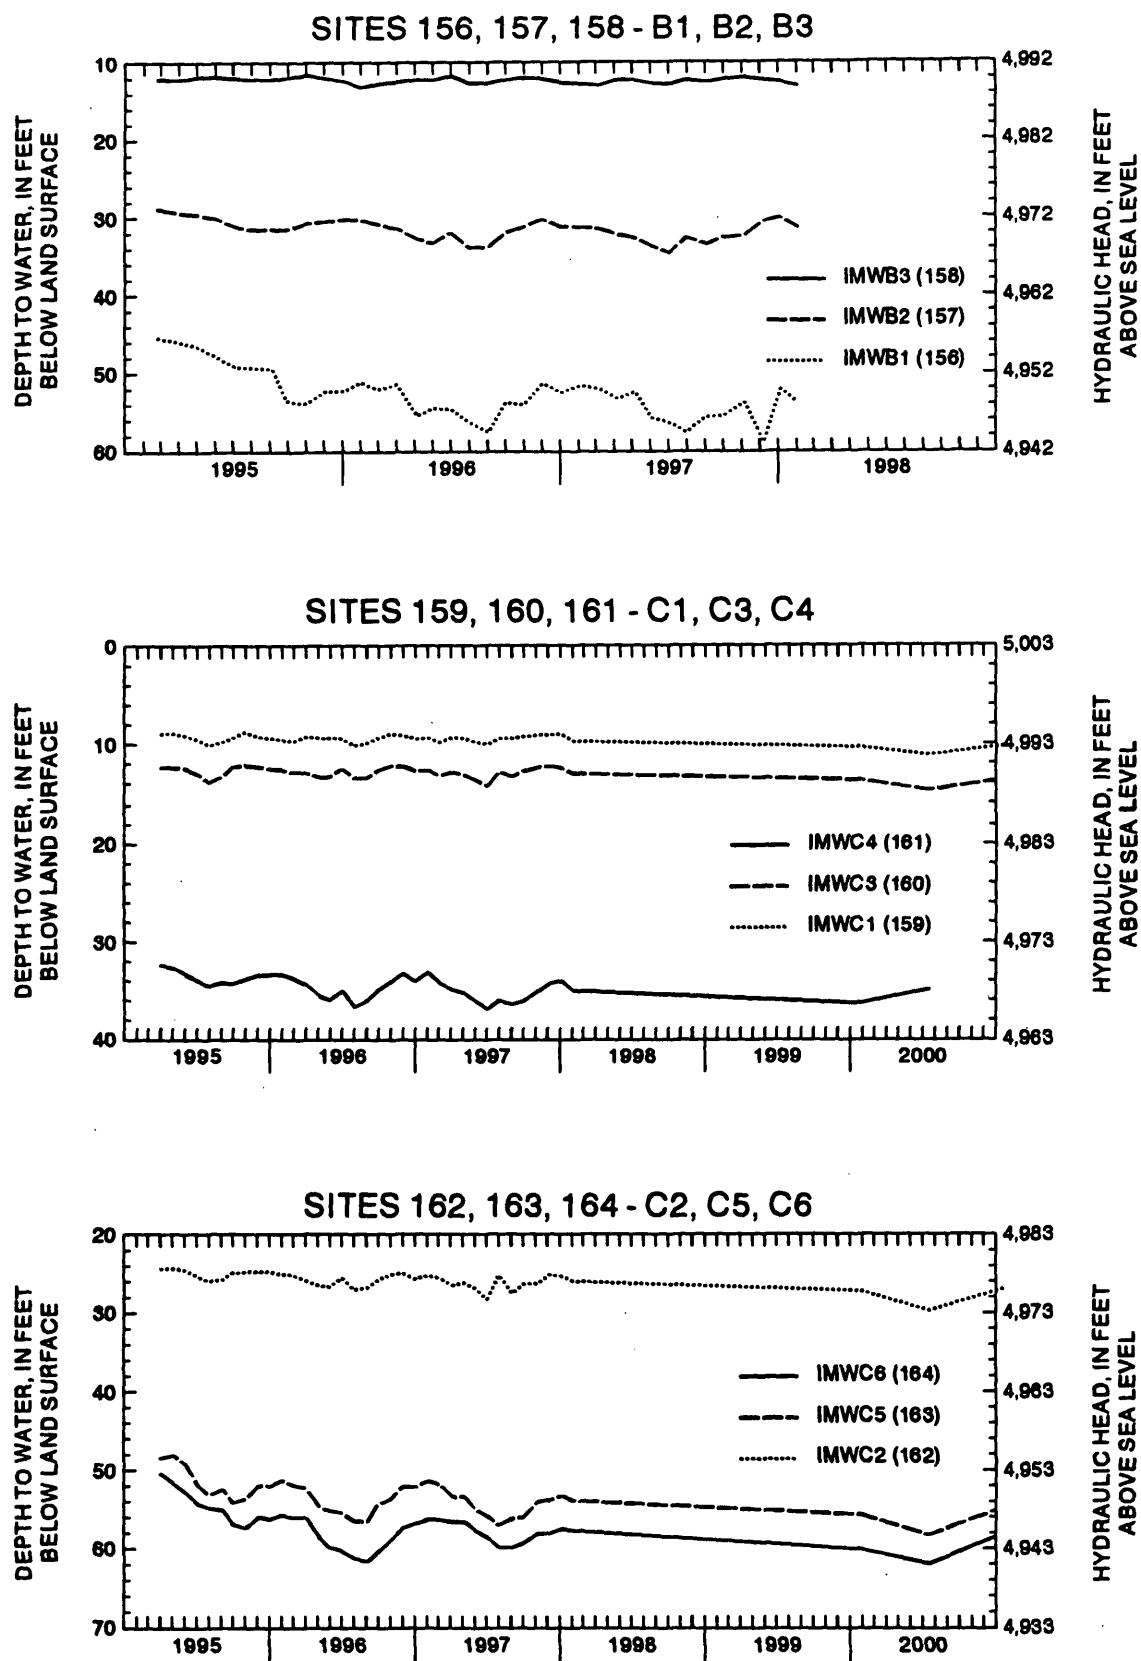 SITES 156, 157, 158 - B1, B2, B3
DEPTH TO WATER, IN FEET
BELOW LAND SURFACE
10
20
30
40
50
60
4,992
4,982
4,972
4,962
4,952
4,942
HYDRAULIC HEAD, IN FEET
ABOVE SEA LEVEL
IMWB3 (158)
IMWB2 (157)
IMWB1 (156)
1995 1996 1997 1998
SITES 159, 160, 161 - C1, C3, C4
DEPTH TO WATER, IN FEET
BELOW LAND SURFACE
0
10
20
30
40
5,003
4,993
4,983
4,973
4,963
HYDRAULIC HEAD, IN FEET
ABOVE SEA LEVEL
IMWC4 (161)
IMWC3 (160)
IMWC1 (159)
1995 1996 1997 1998 1999 2000
SITES 162, 163, 164 - C2, C5, C6
DEPTH TO WATER, IN FEET
BELOW LAND SURFACE
20
30
40
50
60
70
4,983
4,973
4,963
4,953
4,943
4,933
HYDRAULIC HEAD, IN FEET
ABOVE SEA LEVEL
IMWC6 (164)
IMWC5 (163)
IMWC2 (162)
1995 1996 1997 1998 1999 2000